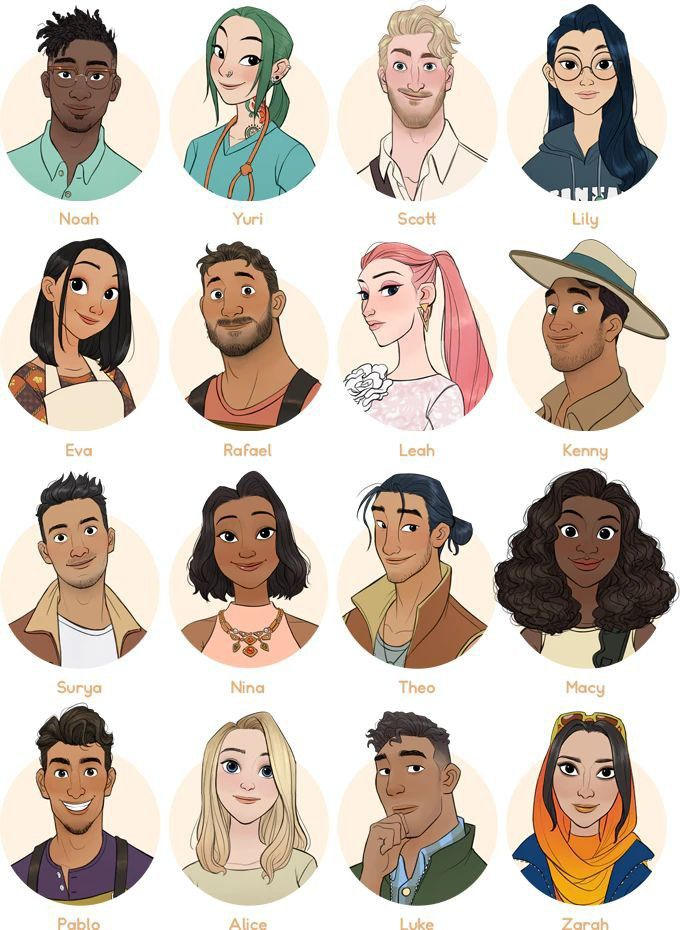 Noah
Yuri
Scott
Lily
Eva
Rafael
Leah
Kenny
Surya
Nina
Theo
Macy
Pablo
Alice
Luke
Zarah